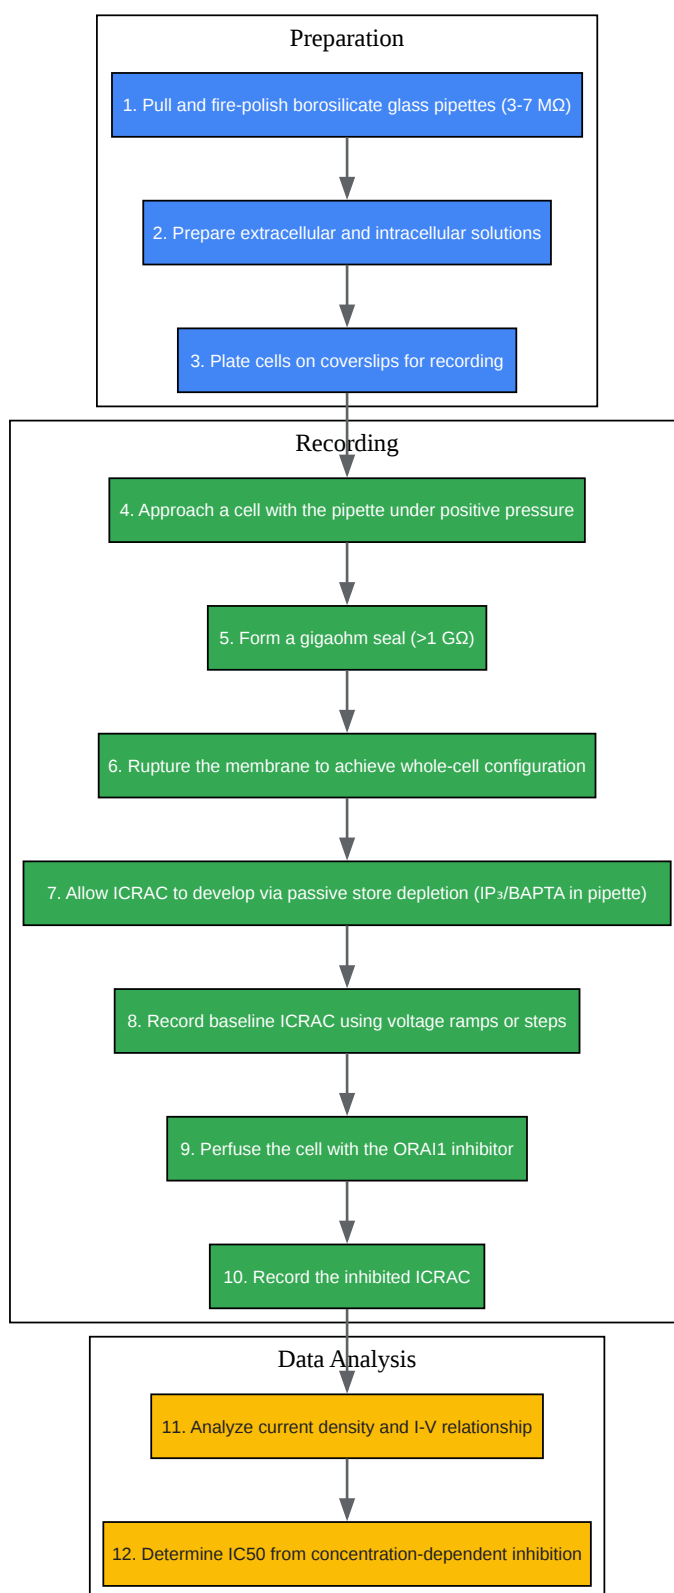 Preparation
1. Pull and fire-polish borosilicate glass pipettes (3-7 MΩ)
2. Prepare extracellular and intracellular solutions
3. Plate cells on coverslips for recording
Recording
4. Approach a cell with the pipette under positive pressure
5. Form a gigaohm seal (>1 GΩ)
6. Rupture the membrane to achieve whole-cell configuration
7. Allow ICRAC to develop via passive store depletion (IP₃/BAPTA in pipette)
8. Record baseline ICRAC using voltage ramps or steps
9. Perfuse the cell with the ORAI1 inhibitor
10. Record the inhibited ICRAC
Data Analysis
11. Analyze current density and I-V relationship
12. Determine IC50 from concentration-dependent inhibition